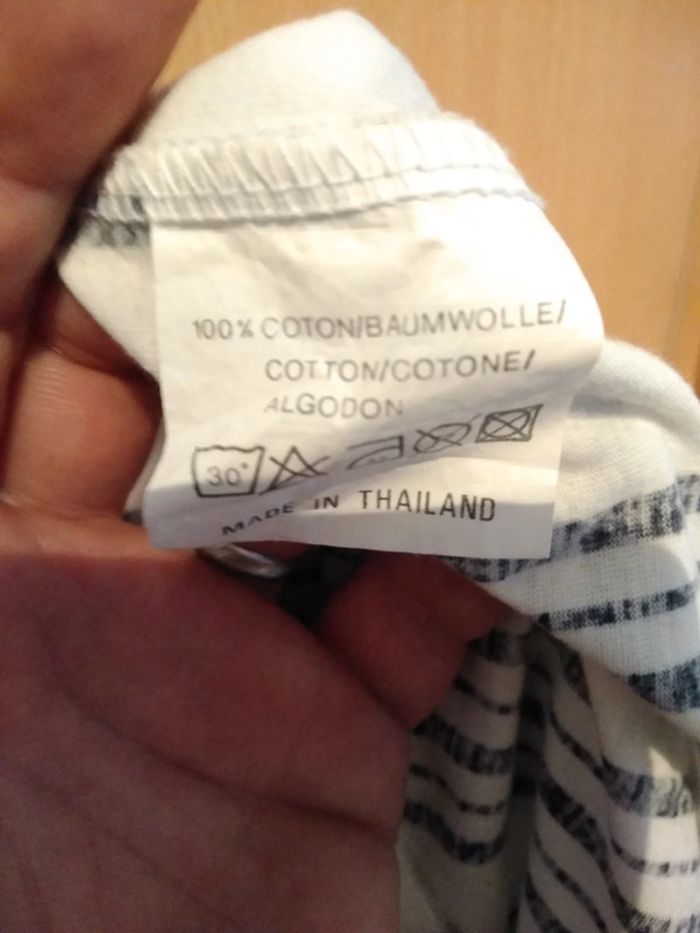 100% COTON/BAUMWOLLE/
COTTON/COTONE/
ALGODON
30°
MADE IN THAILAND